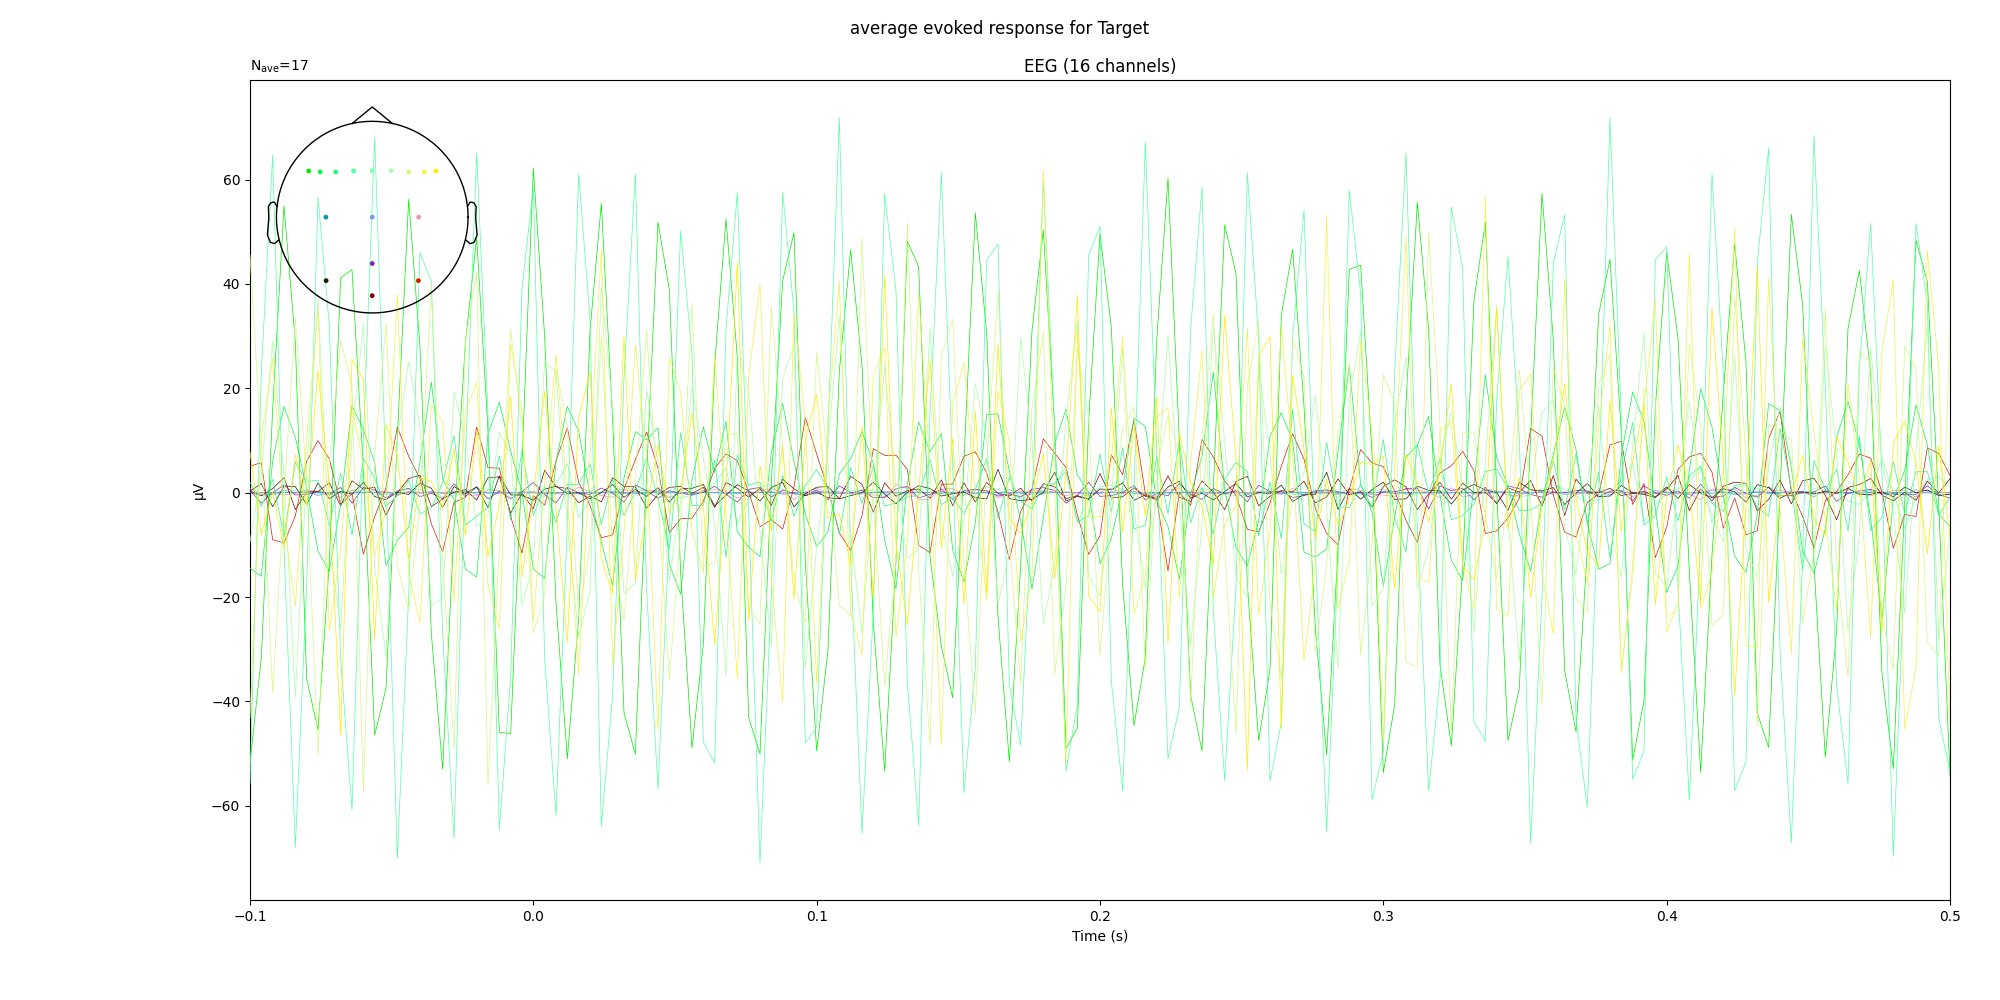 average evoked response for Target
Nave=17
EEG (16 channels)
60
40
20
0
−20
−40
−60
µV
−0.1
0.0
0.1
0.2
0.3
0.4
0.5
Time (s)